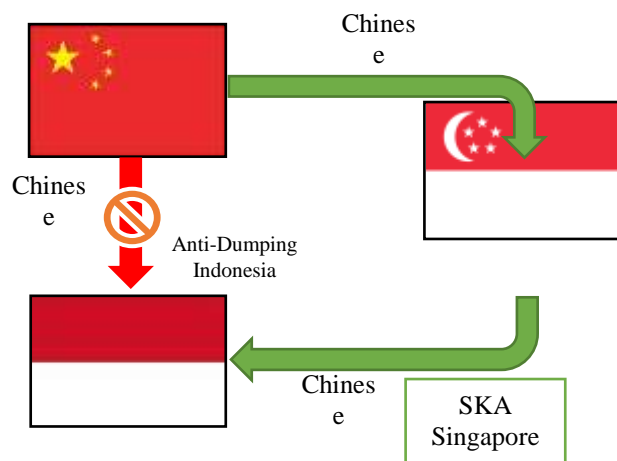 Chines
e
Chines
e
Anti-Dumping
Indonesia
Chines
e
SKA
Singapore